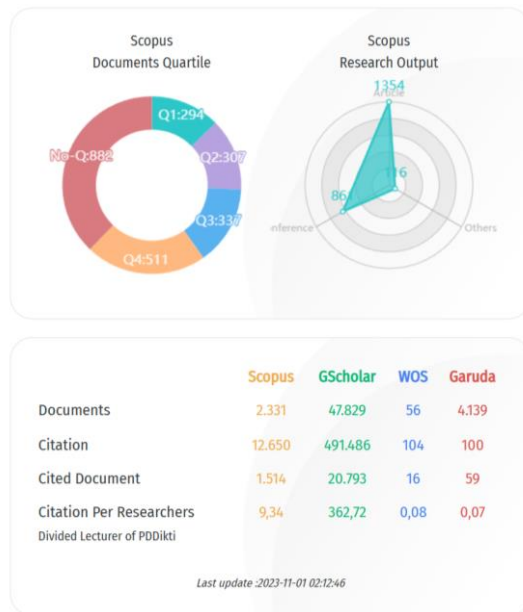 Scopus
Documents Quartile
Q1:294
Q2:307
Q3:337
Q4:511
No-Q:882
Scopus
Research Output
1354
Article
116
Others
861
Scopus GScholar WOS Garuda
Documents 2.331 47.829 56 4.139
Citation 12.650 491.486 104 100
Cited Document 1.514 20.793 16 59
Citation Per Researchers 9,34 362,72 0,08 0,07
Divided Lecturer of PDDikti
Last update :2023-11-01 02:12:46